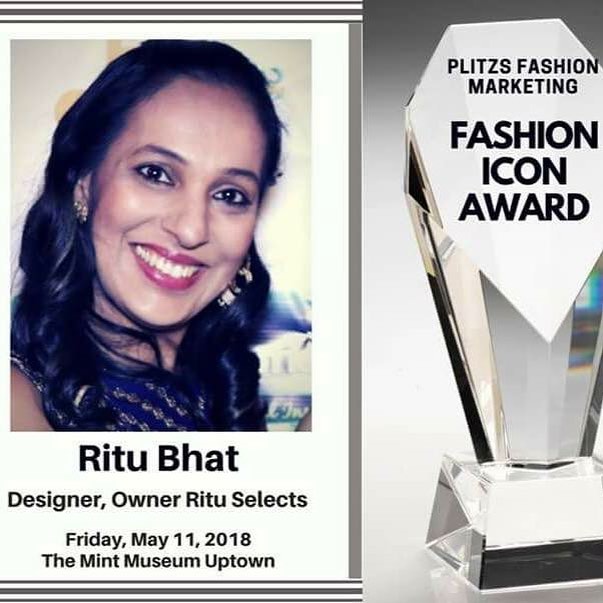 Ritu Bhat
Designer, Owner Ritu Selects
Friday, May 11, 2018
The Mint Museum Uptown
PLITZS FASHION
MARKETING
FASHION
ICON
AWARD